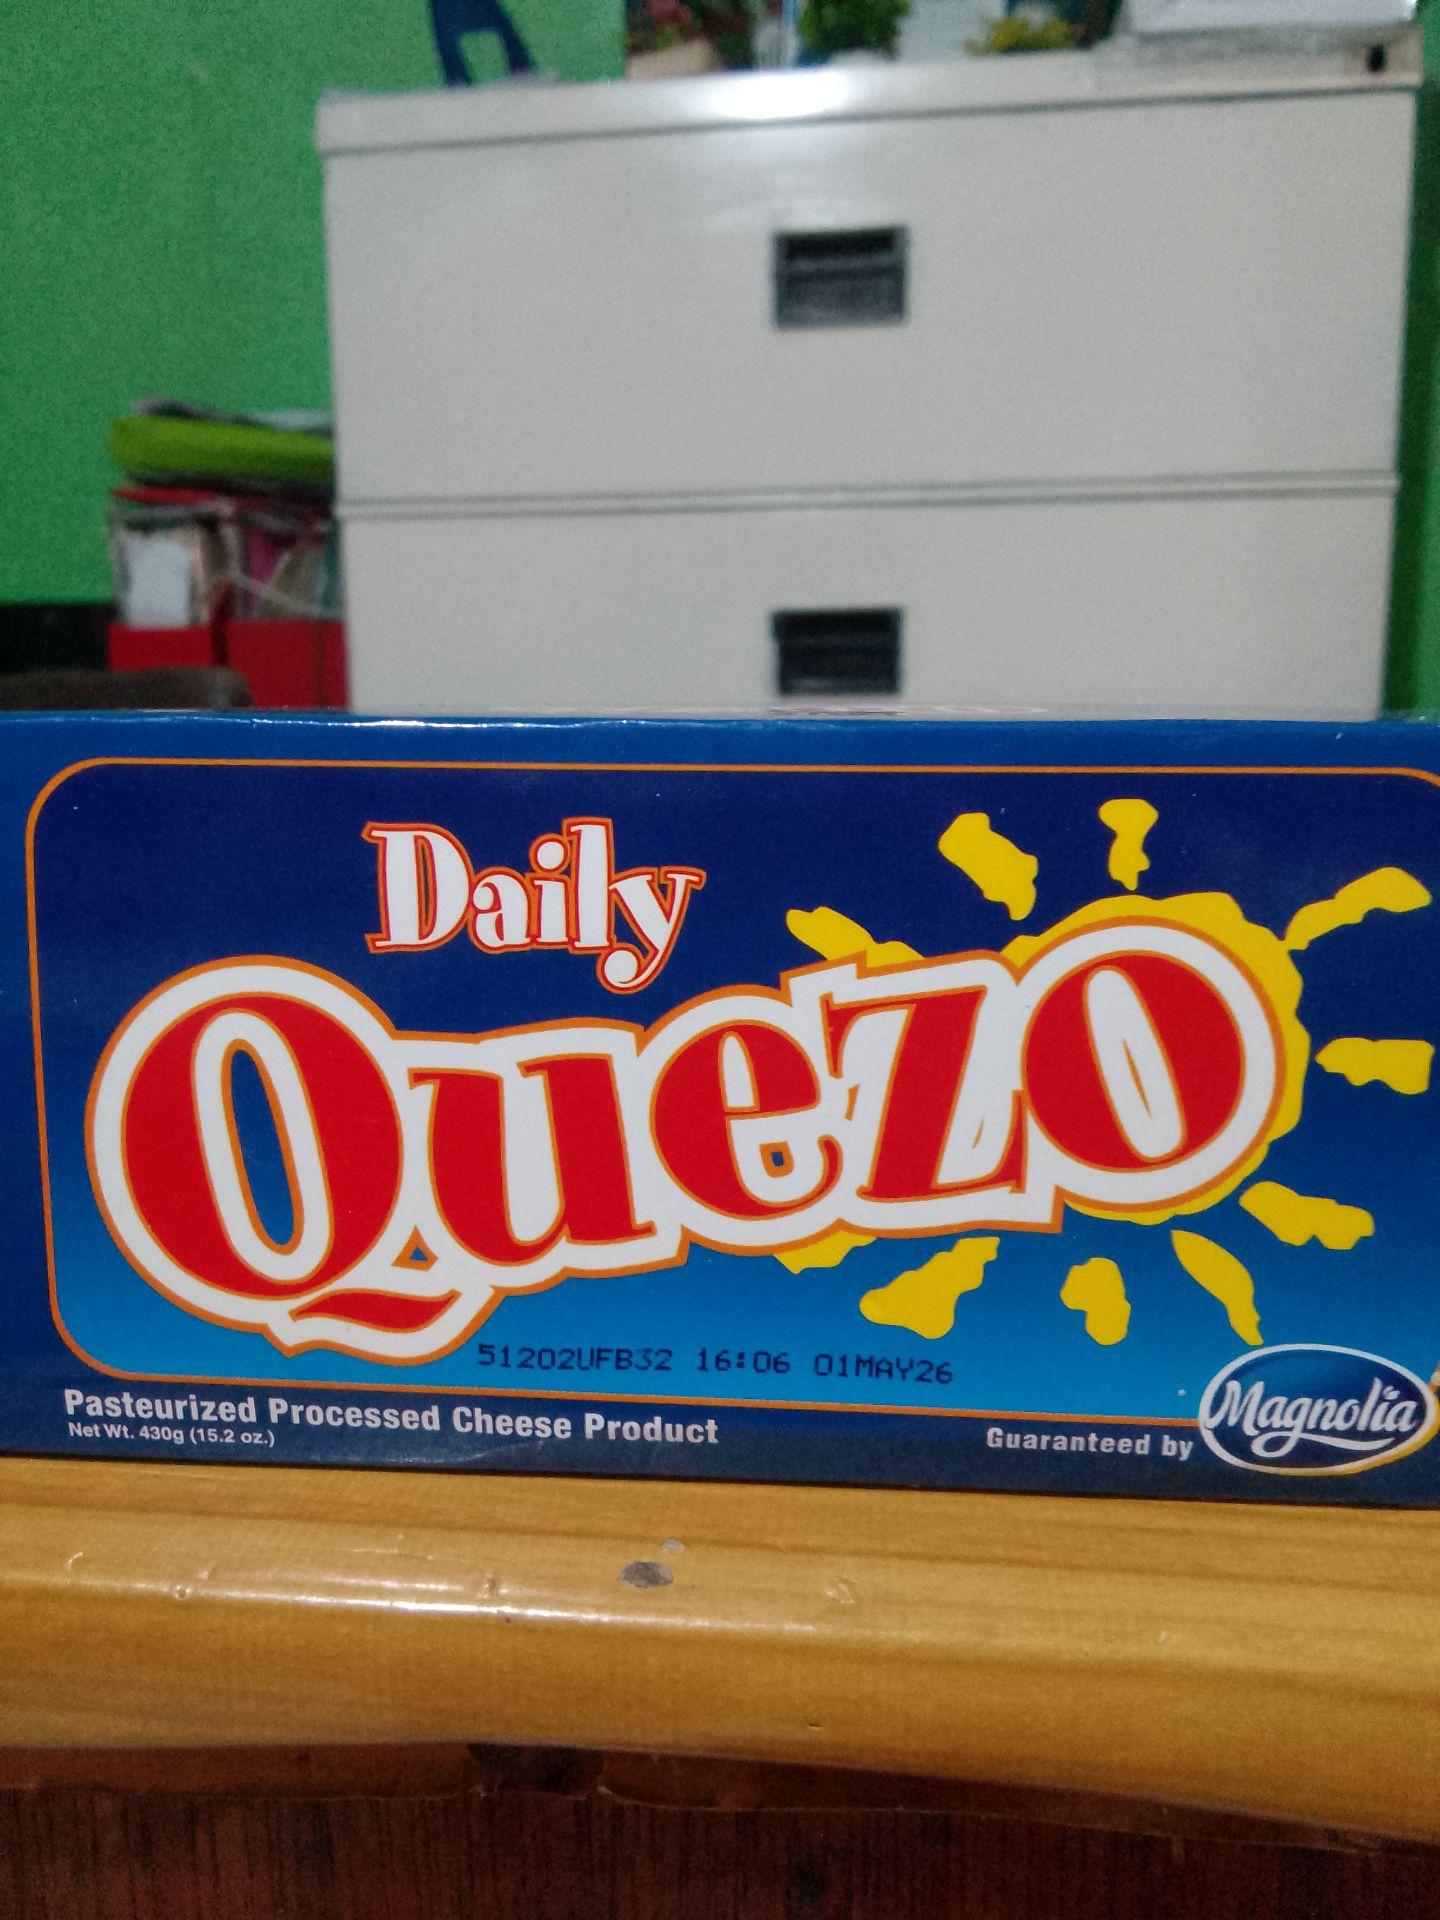 Daily
Quezo
51202UFB32 16:06 01MAY26
Pasteurized Processed Cheese Product
Net Wt. 430g (15.2 oz.)
Guaranteed by Magnolia